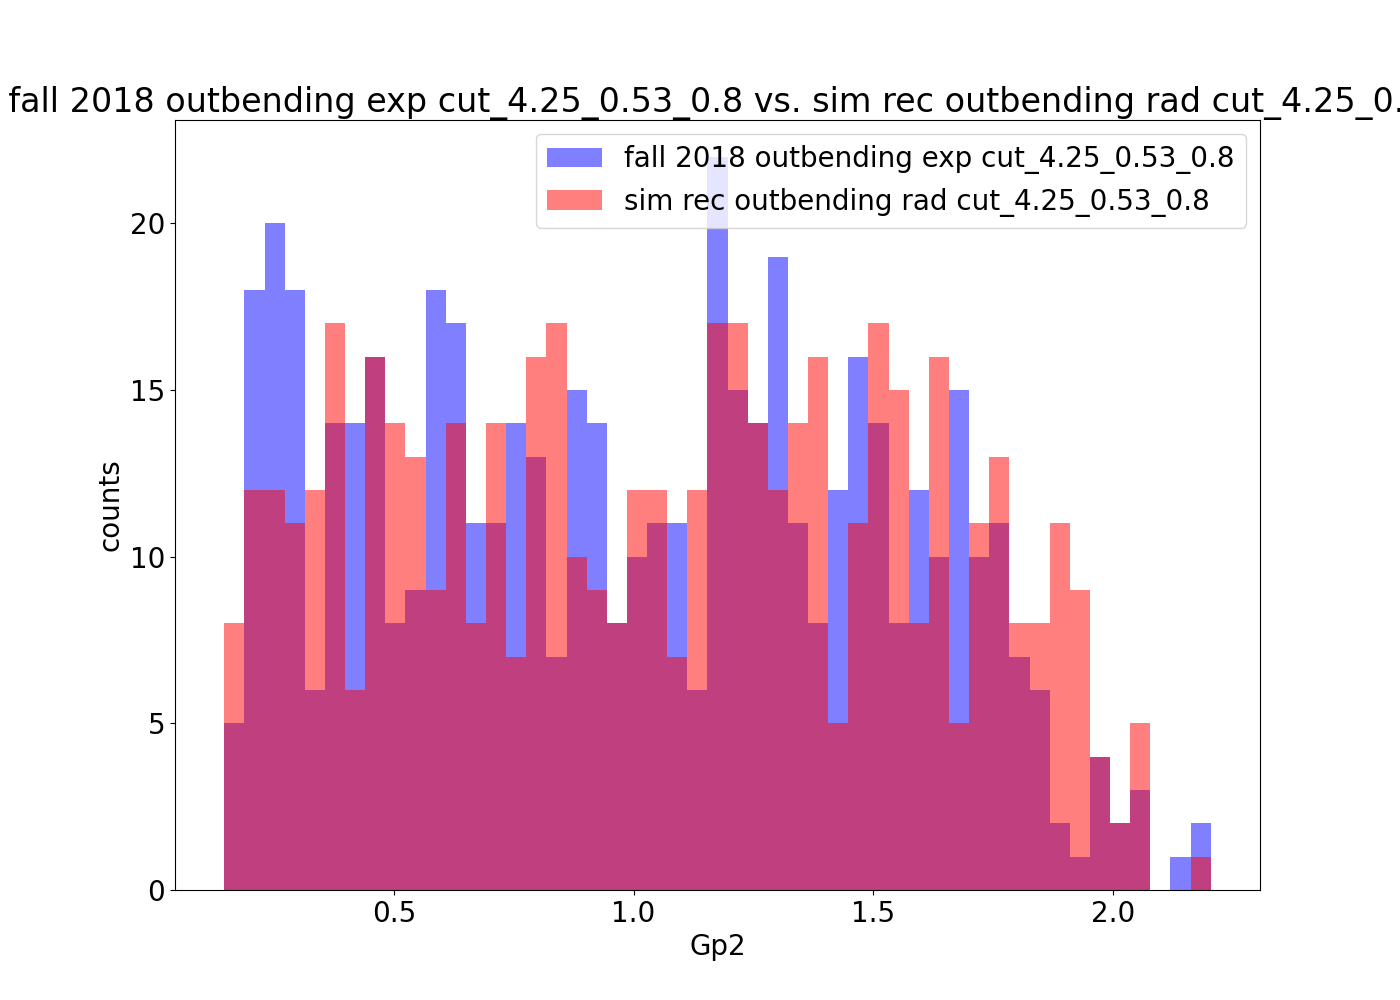 fall 2018 outbending exp cut_4.25_0.53_0.8 vs. sim rec outbending rad cut_4.25_0.
fall 2018 outbending exp cut_4.25_0.53_0.8
sim rec outbending rad cut_4.25_0.53_0.8
counts
20
15
10
5
0
0.5 1.0 1.5 2.0
Gp2